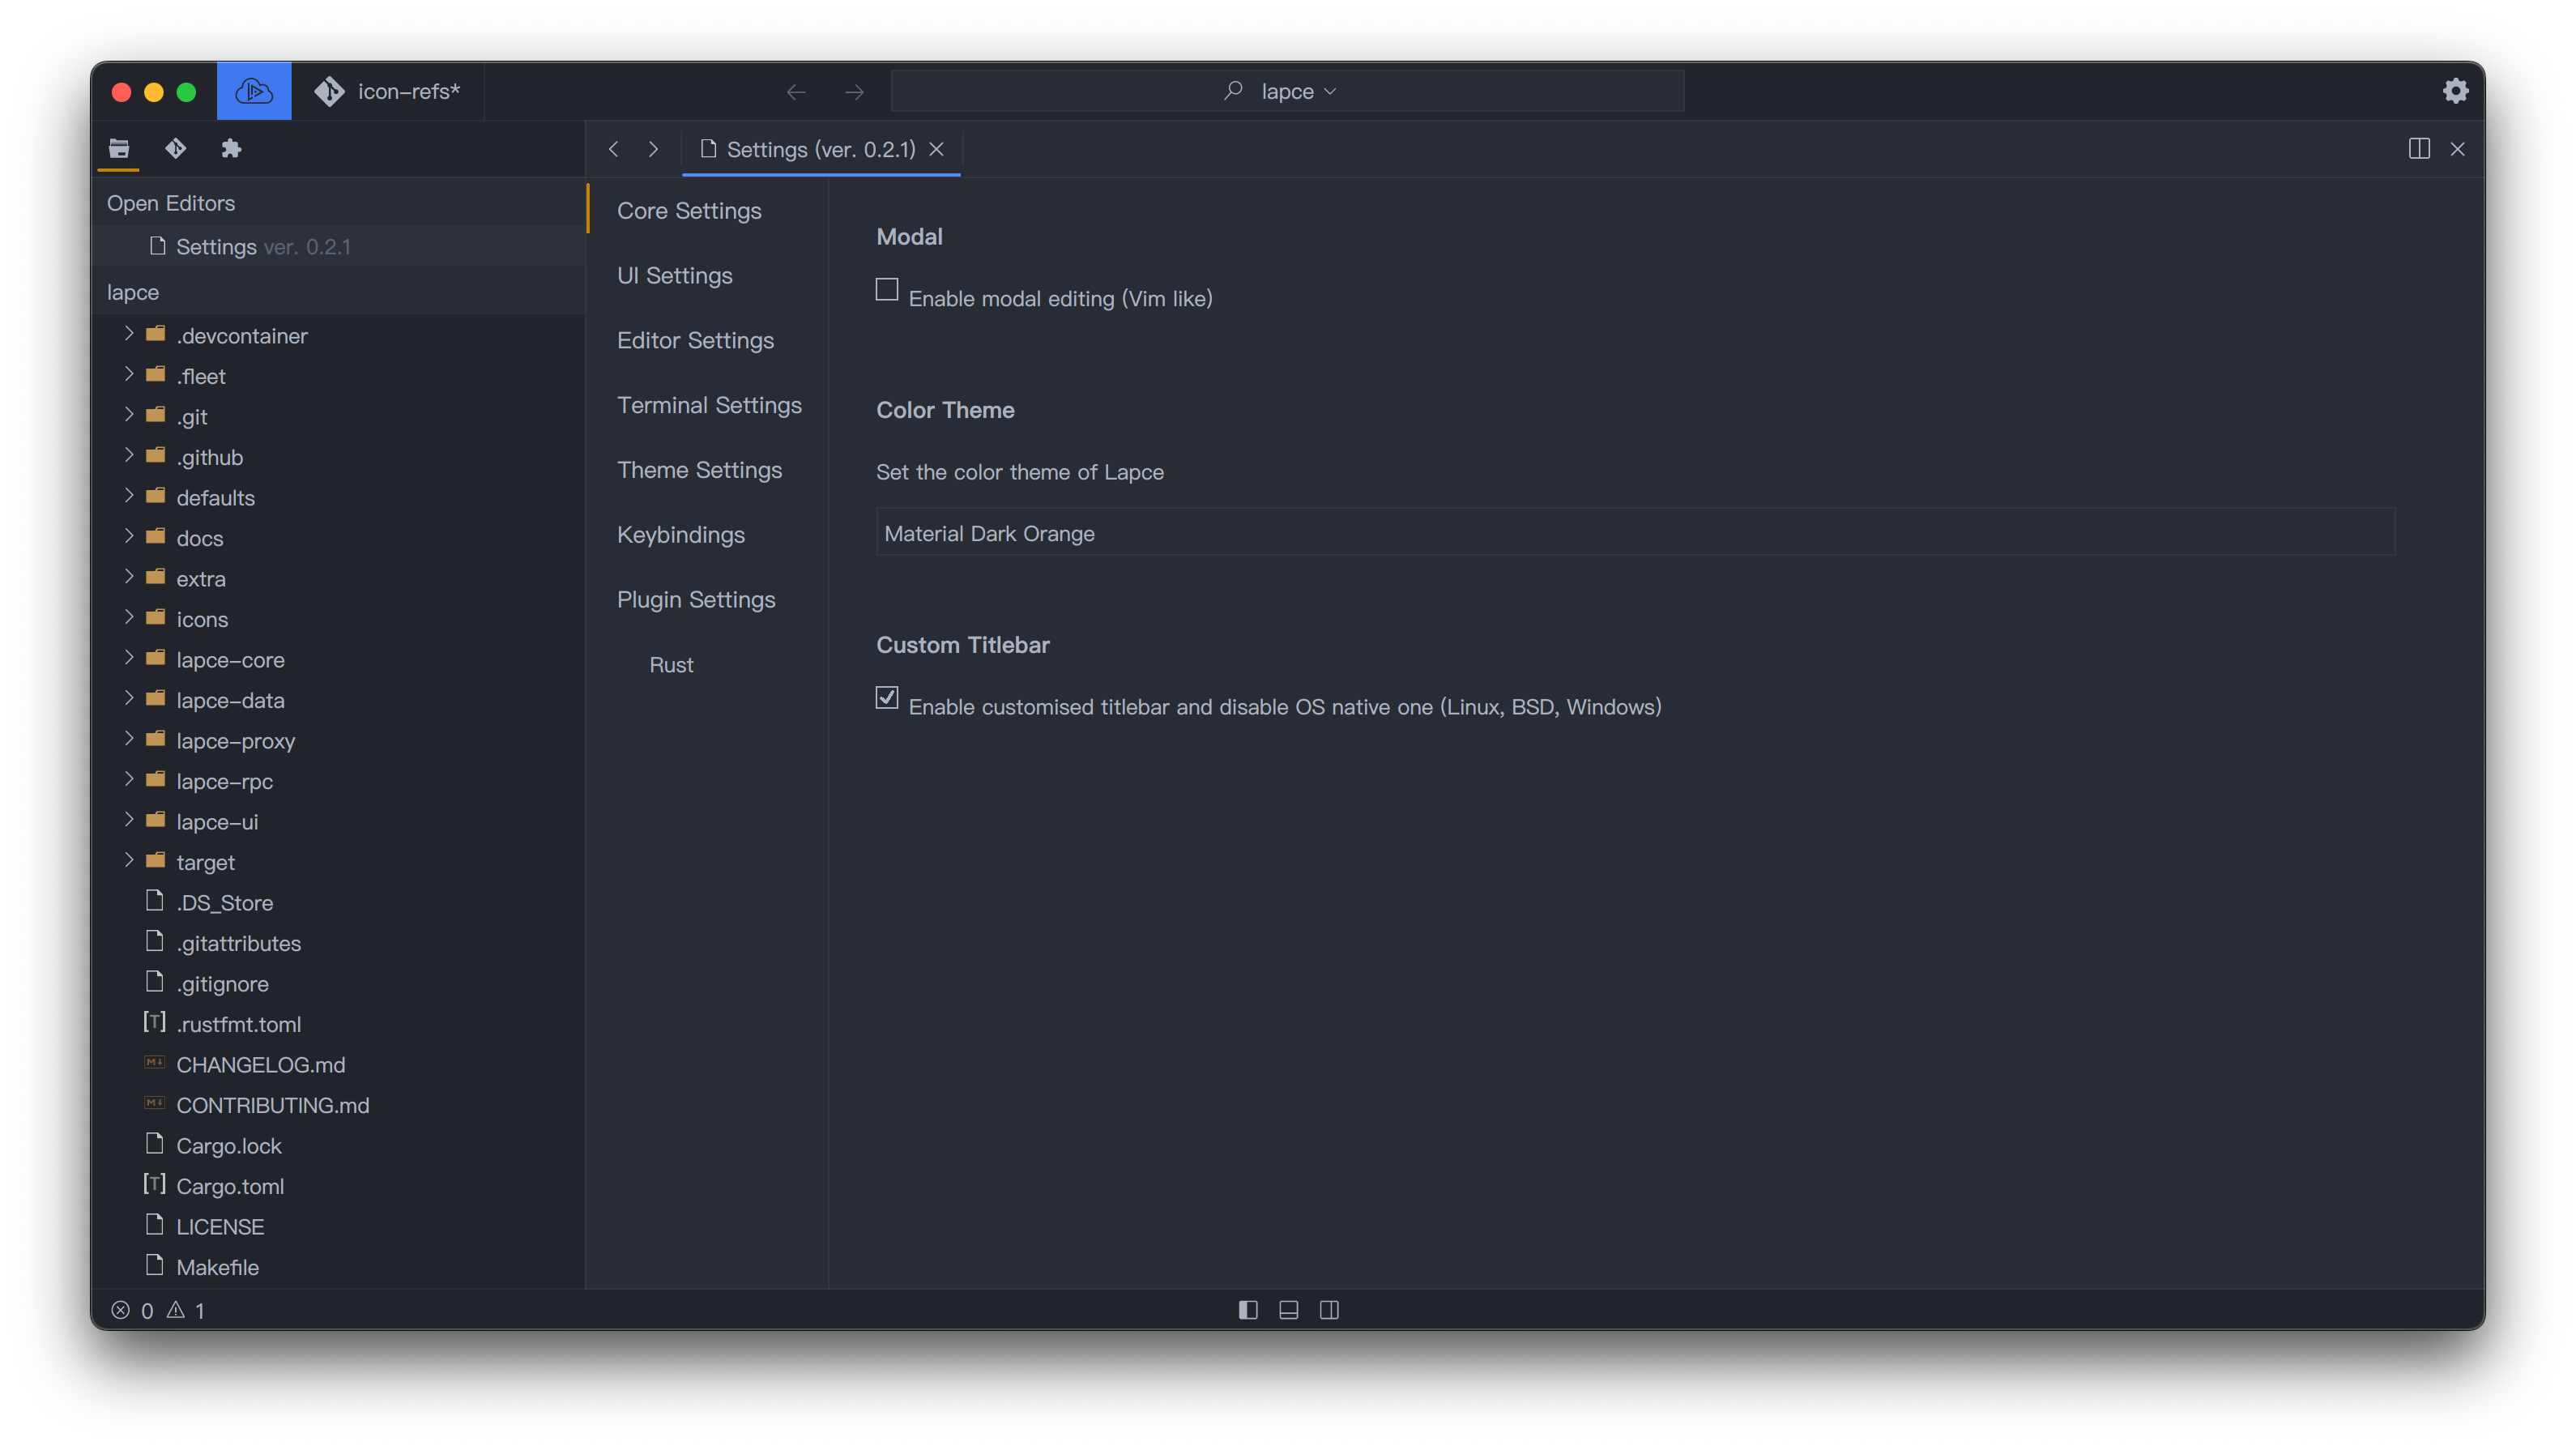 icon-refs*
lapce
Settings (ver. 0.2.1)
Open Editors
Settings ver. 0.2.1
lapce
.devcontainer
.fleet
.git
.github
defaults
docs
extra
icons
lapce-core
lapce-data
lapce-proxy
lapce-rpc
lapce-ui
target
.DS_Store
.gitattributes
.gitignore
[T] .rustfmt.toml
M↓ CHANGELOG.md
M↓ CONTRIBUTING.md
Cargo.lock
[T] Cargo.toml
LICENSE
Makefile
Core Settings
UI Settings
Editor Settings
Terminal Settings
Theme Settings
Keybindings
Plugin Settings
Rust
Modal
Enable modal editing (Vim like)
Color Theme
Set the color theme of Lapce
Material Dark Orange
Custom Titlebar
Enable customised titlebar and disable OS native one (Linux, BSD, Windows)
0 1